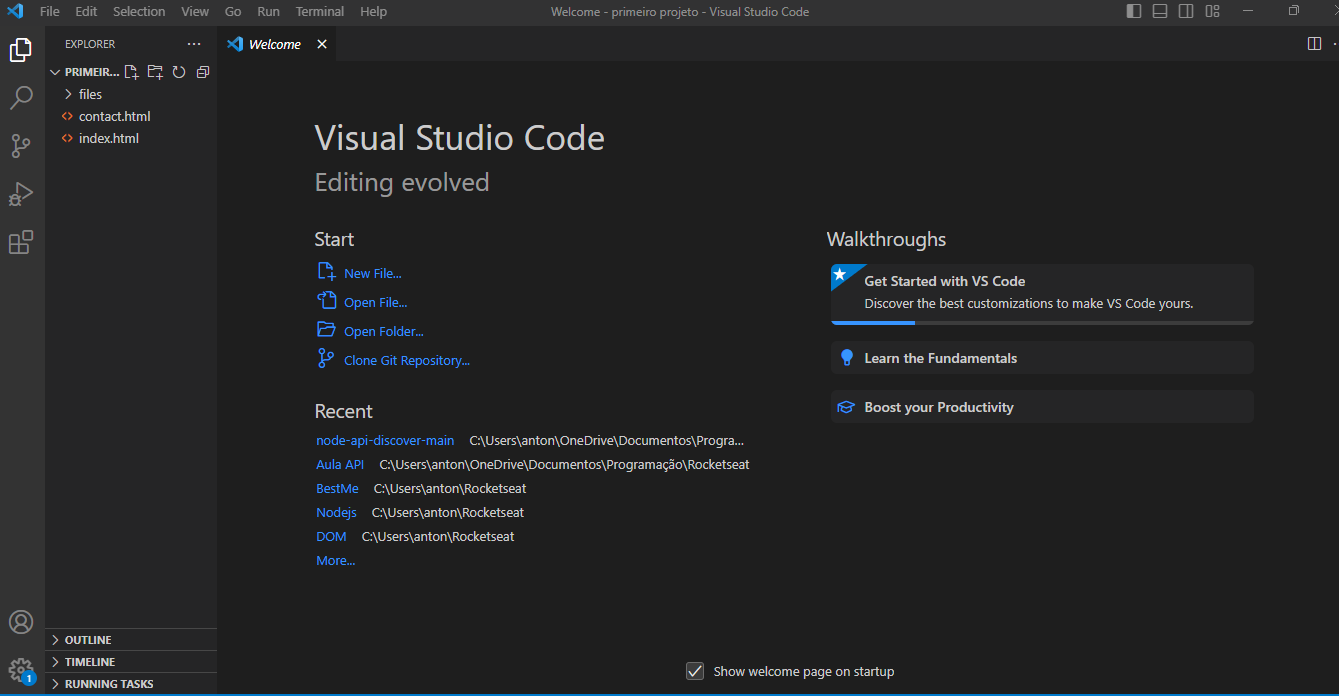 File Edit Selection View Go Run Terminal Help Welcome - primeiro projeto - Visual Studio Code
EXPLORER ···
Welcome
PRIMEIR...
files
contact.html
index.html
Visual Studio Code
Editing evolved
Start
New File...
Open File...
Open Folder...
Clone Git Repository...
Recent
node-api-discover-main C:\Users\anton\OneDrive\Documentos\Progra...
Aula API C:\Users\anton\OneDrive\Documentos\Programação\Rocketseat
BestMe C:\Users\anton\Rocketseat
Nodejs C:\Users\anton\Rocketseat
DOM C:\Users\anton\Rocketseat
More...
Walkthroughs
Get Started with VS Code
Discover the best customizations to make VS Code yours.
Learn the Fundamentals
Boost your Productivity
OUTLINE
TIMELINE
RUNNING TASKS
1
Show welcome page on startup